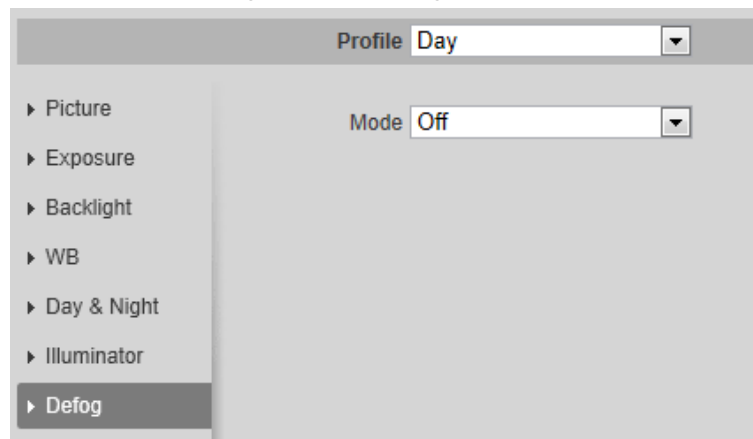 Profile Day
Picture
Mode Off
Exposure
Backlight
WB
Day & Night
Illuminator
Defog